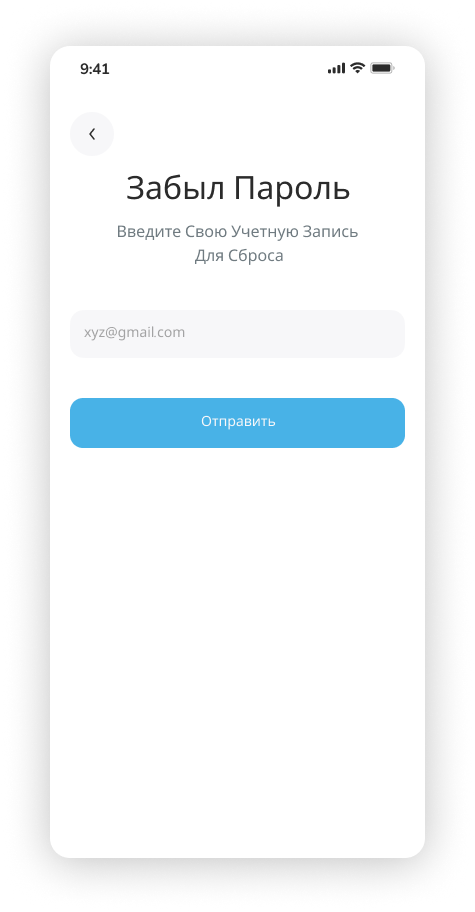 9:41
Забыл Пароль
Введите Свою Учетную Запись
Для Сброса
xyz@gmail.com
Отправить